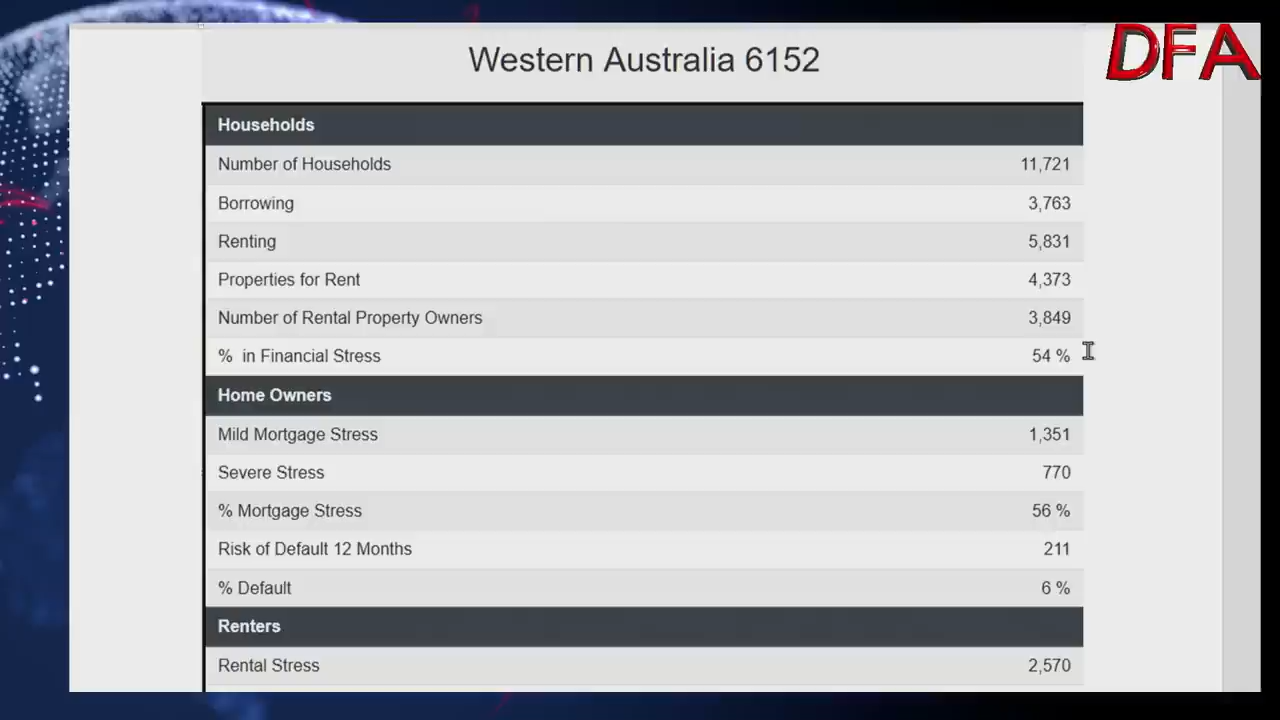 DFA
Western Australia 6152
Households
Number of Households 11,721
Borrowing 3,763
Renting 5,831
Properties for Rent 4,373
Number of Rental Property Owners 3,849
% in Financial Stress 54 %
Home Owners
Mild Mortgage Stress 1,351
Severe Stress 770
% Mortgage Stress 56 %
Risk of Default 12 Months 211
% Default 6 %
Renters
Rental Stress 2,570